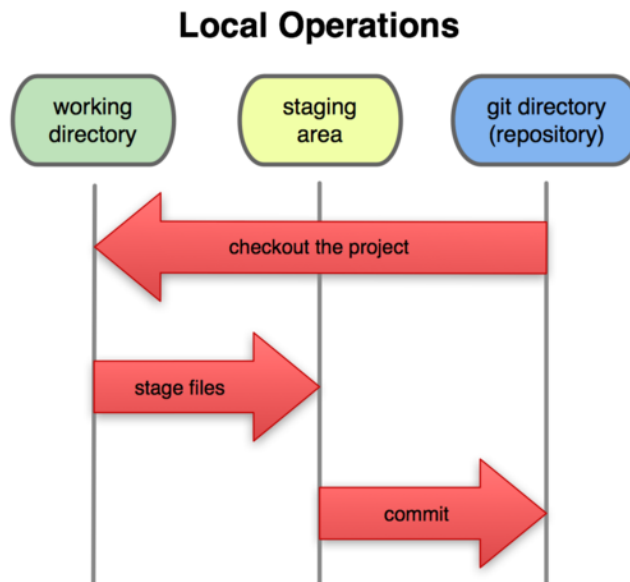 Local Operations
working
directory
staging
area
git directory
(repository)
checkout the project
stage files
commit